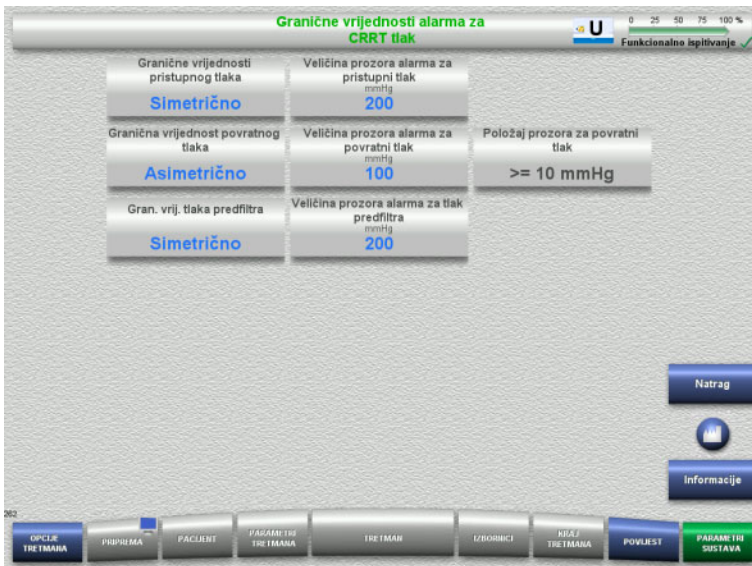 Granične vrijednosti alarma za
CRRT tlak
U
0 25 50 75 100 %
Funkcionalno ispitivanje
Granične vrijednosti
pristupnog tlaka
Simetrično
Veličina prozora alarma za
pristupni tlak
mmHg
200
Granična vrijednost povratnog
tlaka
Asimetrično
Veličina prozora alarma za
povratni tlak
mmHg
100
Položaj prozora za povratni
tlak
>= 10 mmHg
Gran. vrij. tlaka predfiltra
Simetrično
Veličina prozora alarma za tlak
predfiltra
mmHg
200
Natrag
Informacije
262
OPCIJE
TRETMANA
PRIPREMA
PACIJENT
PARAMETRI
TRETMANA
TRETMAN
IZBORNICI
KRAJ
TRETMANA
POVIJEST
PARAMETRI
SUSTAVA